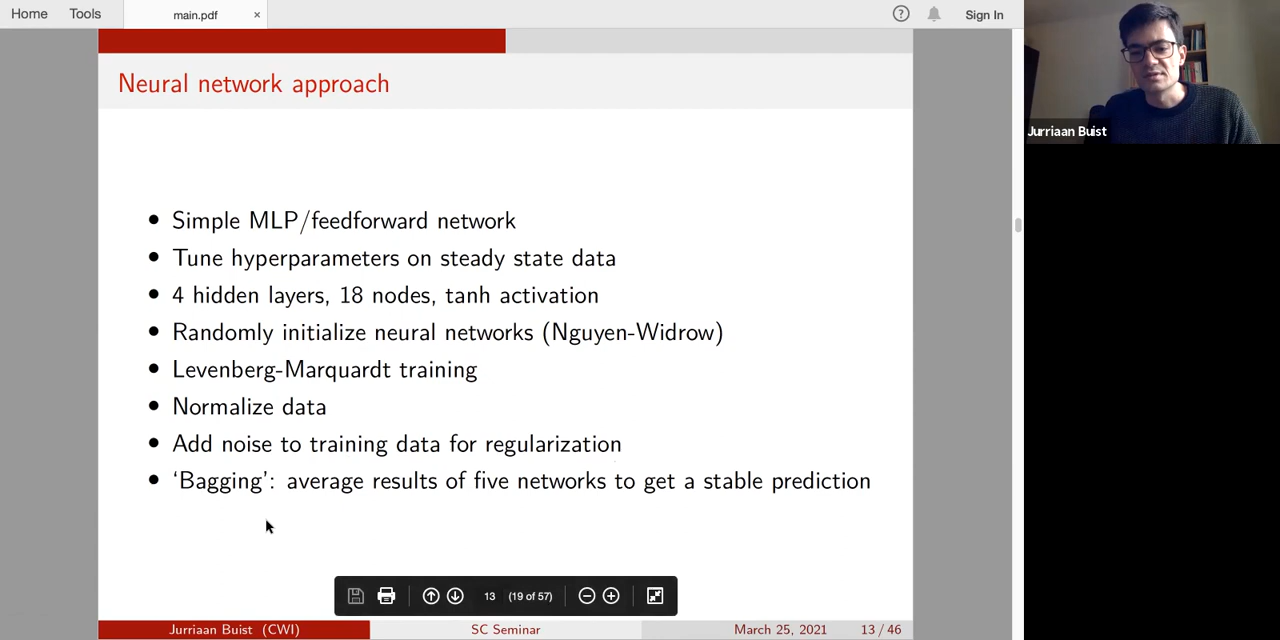 Home Tools main.pdf × ? Sign In
Neural network approach
Jurriaan Buist
• Simple MLP/feedforward network
• Tune hyperparameters on steady state data
• 4 hidden layers, 18 nodes, tanh activation
• Randomly initialize neural networks (Nguyen-Widrow)
• Levenberg-Marquardt training
• Normalize data
• Add noise to training data for regularization
• ‘Bagging’: average results of five networks to get a stable prediction
13 (19 of 57)
Jurriaan Buist (CWI) SC Seminar March 25, 2021 13 / 46